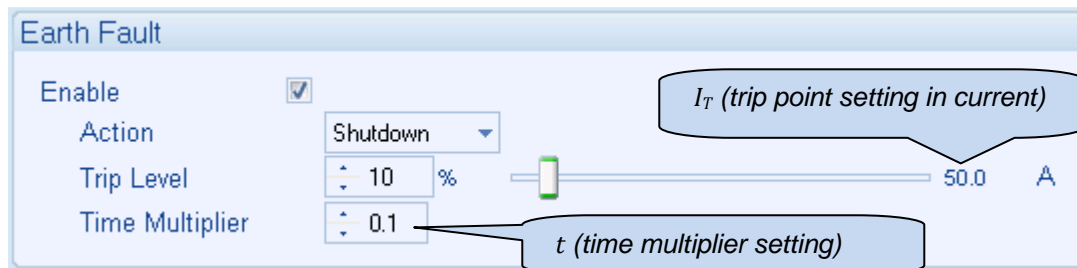 Earth Fault
Enable
I_T (trip point setting in current)
Action Shutdown
Trip Level 10 % 50.0 A
Time Multiplier 0.1
t (time multiplier setting)